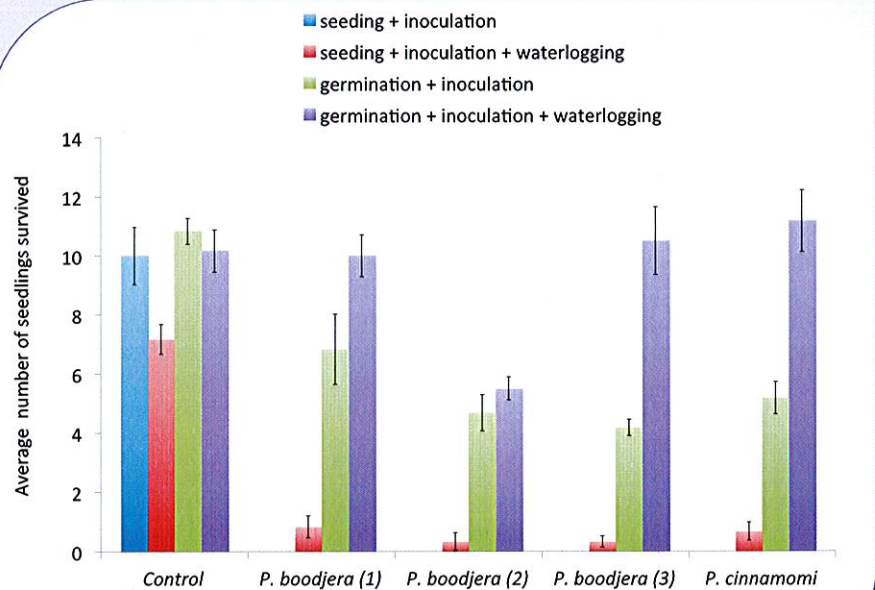 seeding + inoculation
seeding + inoculation + waterlogging
germination + inoculation
germination + inoculation + waterlogging
14
12
10
8
6
4
2
0
Average number of seedlings survived
Control P. boodjera (1) P. boodjera (2) P. boodjera (3) P. cinnamomi